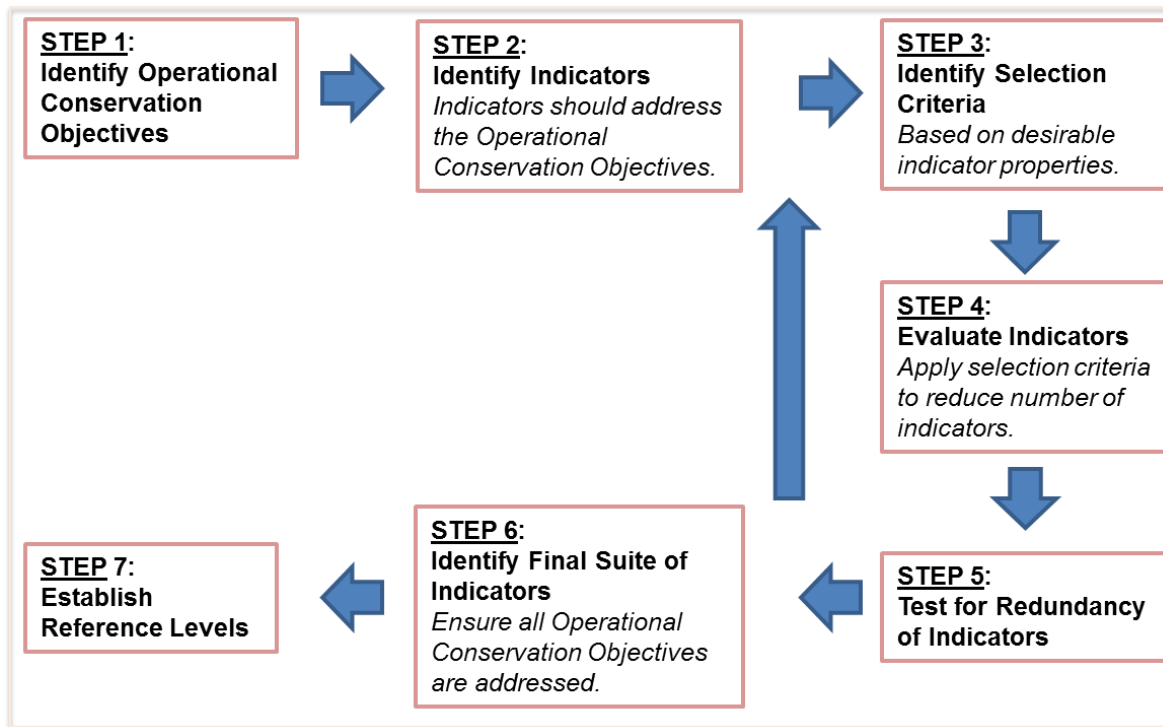 STEP 1:
Identify Operational
Conservation
Objectives
STEP 2:
Identify Indicators
Indicators should address
the Operational
Conservation Objectives.
STEP 3:
Identify Selection
Criteria
Based on desirable
indicator properties.
STEP 4:
Evaluate Indicators
Apply selection criteria
to reduce number of
indicators.
STEP 5:
Test for Redundancy
of Indicators
STEP 6:
Identify Final Suite of
Indicators
Ensure all Operational
Conservation Objectives
are addressed.
STEP 7:
Establish
Reference Levels